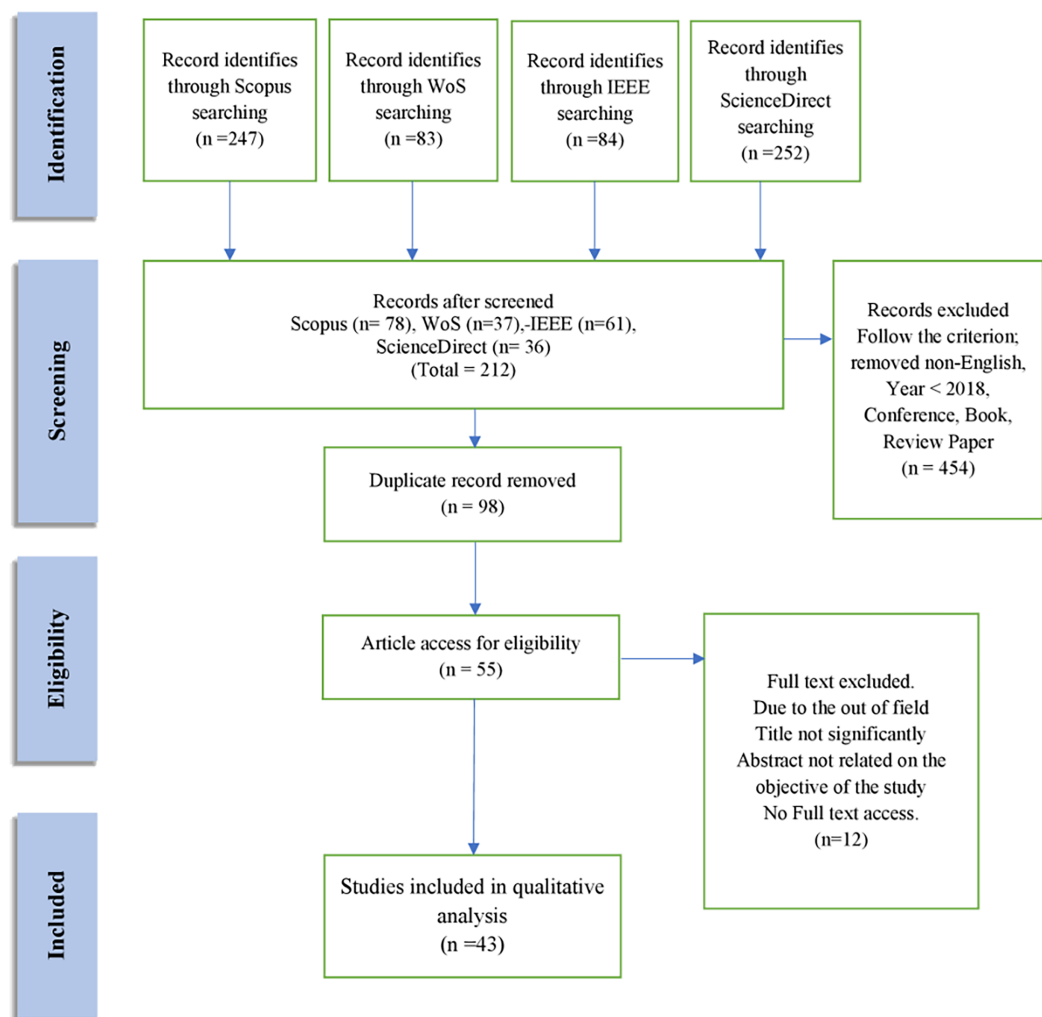 Identification
Record identifies
through Scopus
searching
(n =247)
Record identifies
through WoS
searching
(n =83)
Record identifies
through IEEE
searching
(n =84)
Record identifies
through
ScienceDirect
searching
(n =252)
Screening
Records after screened
Scopus (n= 78), WoS (n=37),-IEEE (n=61),
ScienceDirect (n= 36)
(Total = 212)
Records excluded
Follow the criterion;
removed non-English,
Year < 2018,
Conference, Book,
Review Paper
(n = 454)
Duplicate record removed
(n = 98)
Eligibility
Article access for eligibility
(n = 55)
Full text excluded.
Due to the out of field
Title not significantly
Abstract not related on the
objective of the study
No Full text access.
(n=12)
Included
Studies included in qualitative
analysis
(n =43)